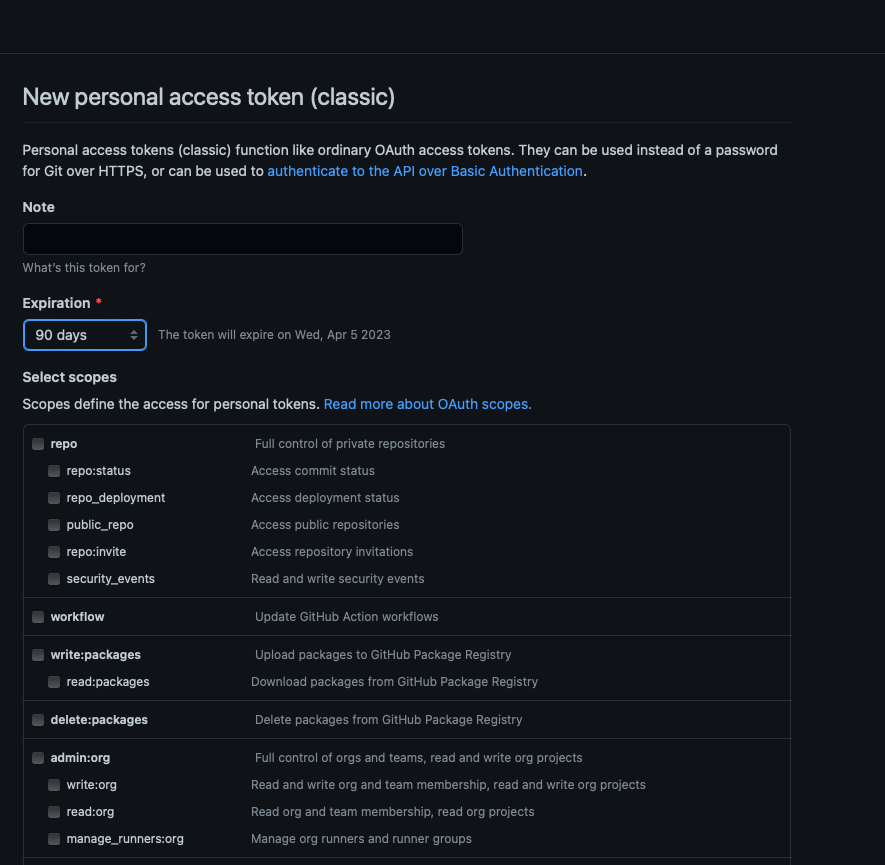 New personal access token (classic)
Personal access tokens (classic) function like ordinary OAuth access tokens. They can be used instead of a password
for Git over HTTPS, or can be used to authenticate to the API over Basic Authentication.
Note
What's this token for?
Expiration *
90 days The token will expire on Wed, Apr 5 2023
Select scopes
Scopes define the access for personal tokens. Read more about OAuth scopes.
repo Full control of private repositories
repo:status Access commit status
repo_deployment Access deployment status
public_repo Access public repositories
repo:invite Access repository invitations
security_events Read and write security events
workflow Update GitHub Action workflows
write:packages Upload packages to GitHub Package Registry
read:packages Download packages from GitHub Package Registry
delete:packages Delete packages from GitHub Package Registry
admin:org Full control of orgs and teams, read and write org projects
write:org Read and write org and team membership, read and write org projects
read:org Read org and team membership, read org projects
manage_runners:org Manage org runners and runner groups